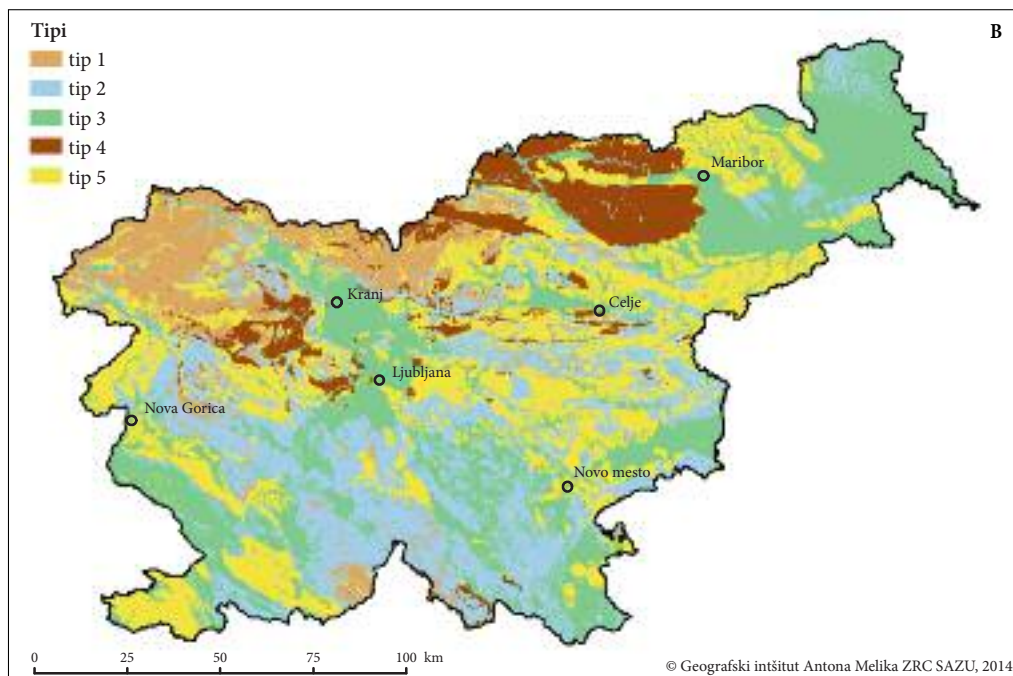 Tipi
B
tip 1
tip 2
tip 3
tip 4
tip 5
Maribor
Kranj
Celje
Ljubljana
Nova Gorica
Novo mesto
0 25 50 75 100 km
© Geografski intšitut Antona Melika ZRC SAZU, 2014